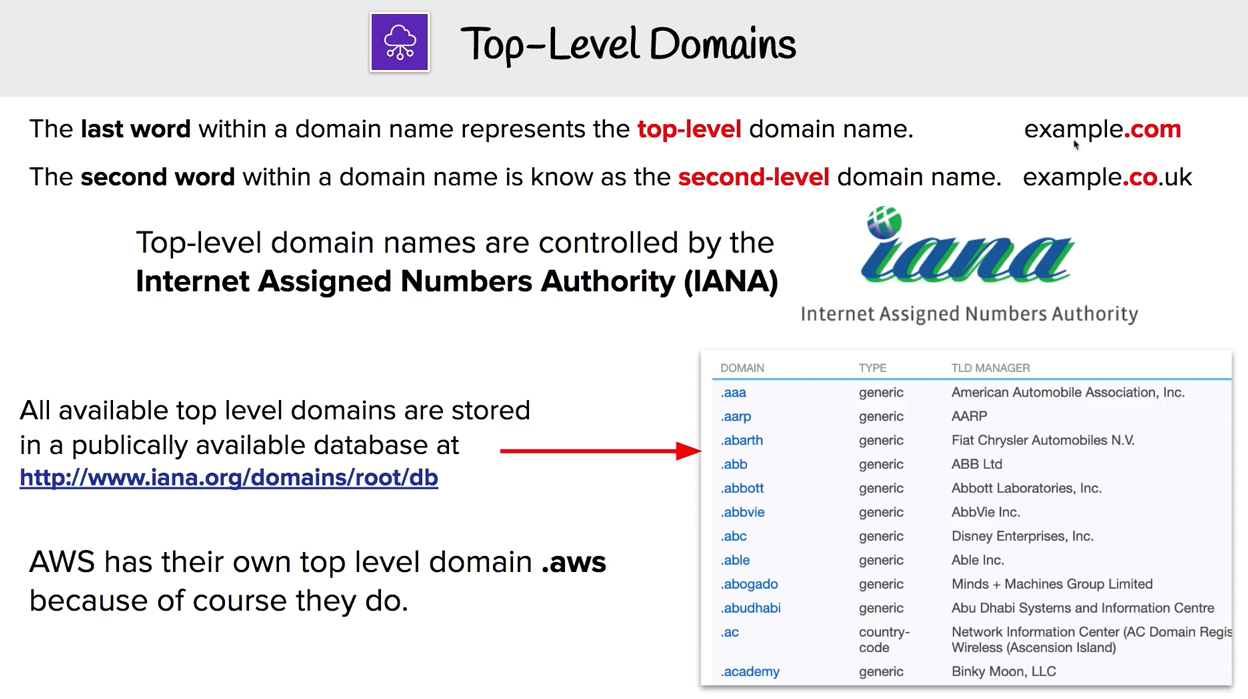 Top-Level Domains
The last word within a domain name represents the top-level domain name. example.com
The second word within a domain name is know as the second-level domain name. example.co.uk
Top-level domain names are controlled by the
Internet Assigned Numbers Authority (IANA)
iana
Internet Assigned Numbers Authority
All available top level domains are stored
in a publically available database at
http://www.iana.org/domains/root/db
AWS has their own top level domain .aws
because of course they do.
DOMAIN TYPE TLD MANAGER
.aaa generic American Automobile Association, Inc.
.aarp generic AARP
.abarth generic Fiat Chrysler Automobiles N.V.
.abb generic ABB Ltd
.abbott generic Abbott Laboratories, Inc.
.abbvie generic AbbVie Inc.
.abc generic Disney Enterprises, Inc.
.able generic Able Inc.
.abogado generic Minds + Machines Group Limited
.abudhabi generic Abu Dhabi Systems and Information Centre
.ac country- Network Information Center (AC Domain Regis
code Wireless (Ascension Island)
.academy generic Binky Moon, LLC